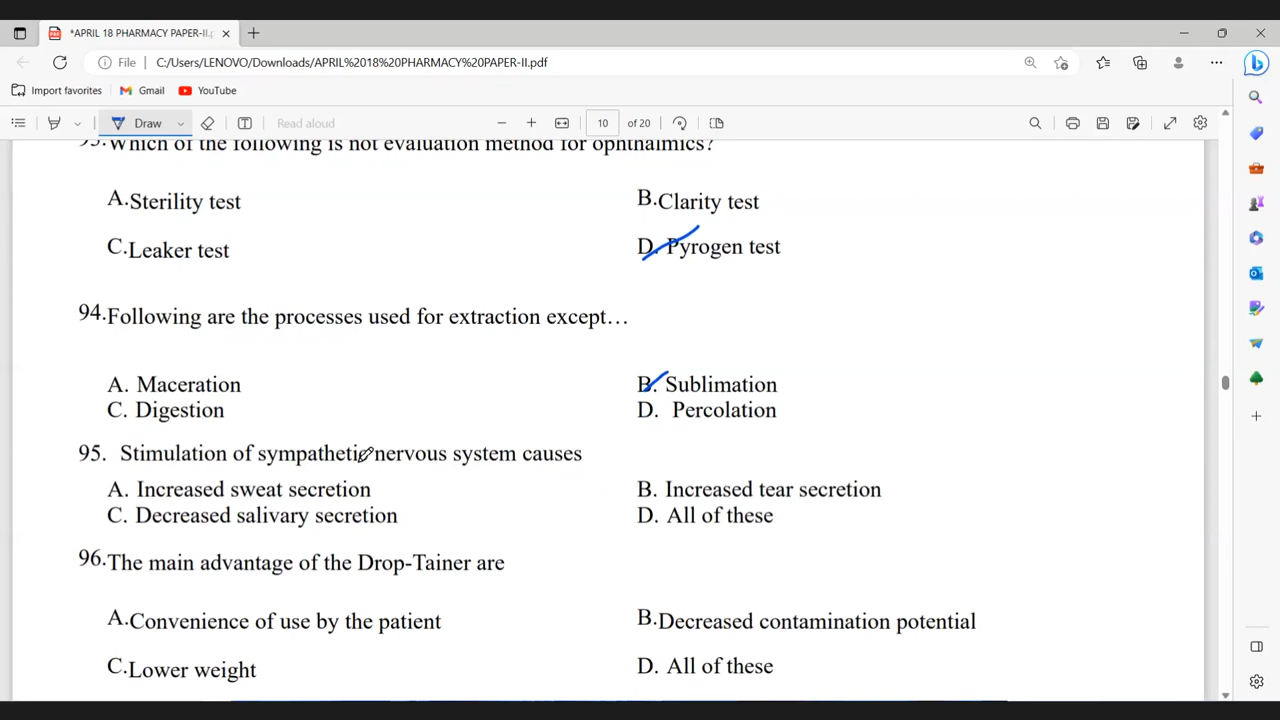 *APRIL 18 PHARMACY PAPER-II.p
File C:/Users/LENOVO/Downloads/APRIL%2018%20PHARMACY%20PAPER-II.pdf
Import favorites Gmail YouTube
Draw Read aloud 10 of 20
93. Which of the following is not evaluation method for ophthalmics?
A. Sterility test B. Clarity test
C. Leaker test D. Pyrogen test
94. Following are the processes used for extraction except…
A. Maceration B. Sublimation
C. Digestion D. Percolation
95. Stimulation of sympathetic nervous system causes
A. Increased sweat secretion B. Increased tear secretion
C. Decreased salivary secretion D. All of these
96. The main advantage of the Drop-Tainer are
A. Convenience of use by the patient B. Decreased contamination potential
C. Lower weight D. All of these